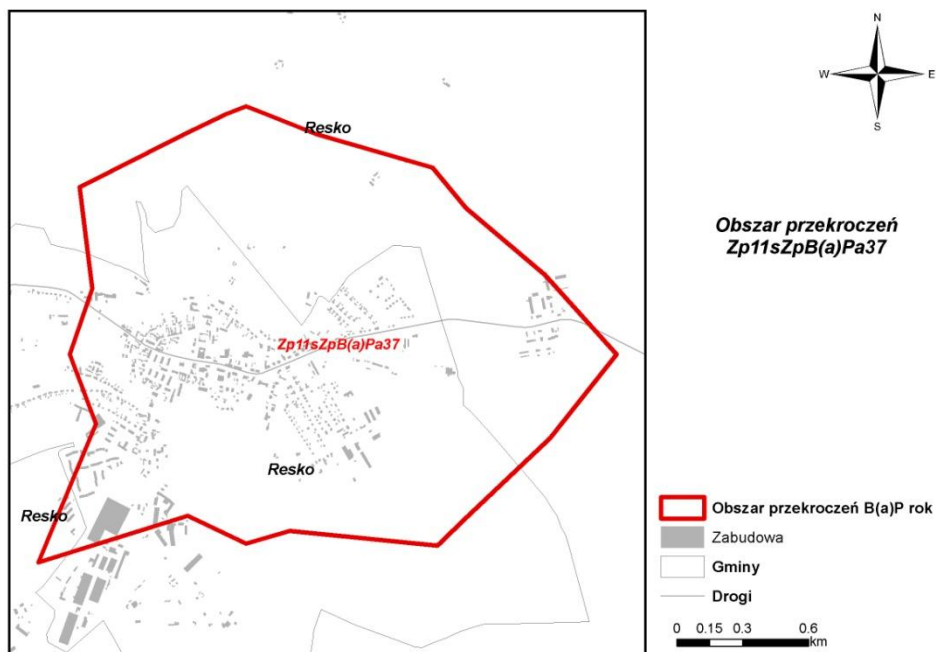 N
W
E
S
Resko
Obszar przekroczeń
Zp11sZpB(a)Pa37
Zp11sZpB(a)Pa37
Resko
Resko
Obszar przekroczeń B(a)P rok
Zabudowa
Gminy
Drogi
0 0.15 0.3 0.6
km